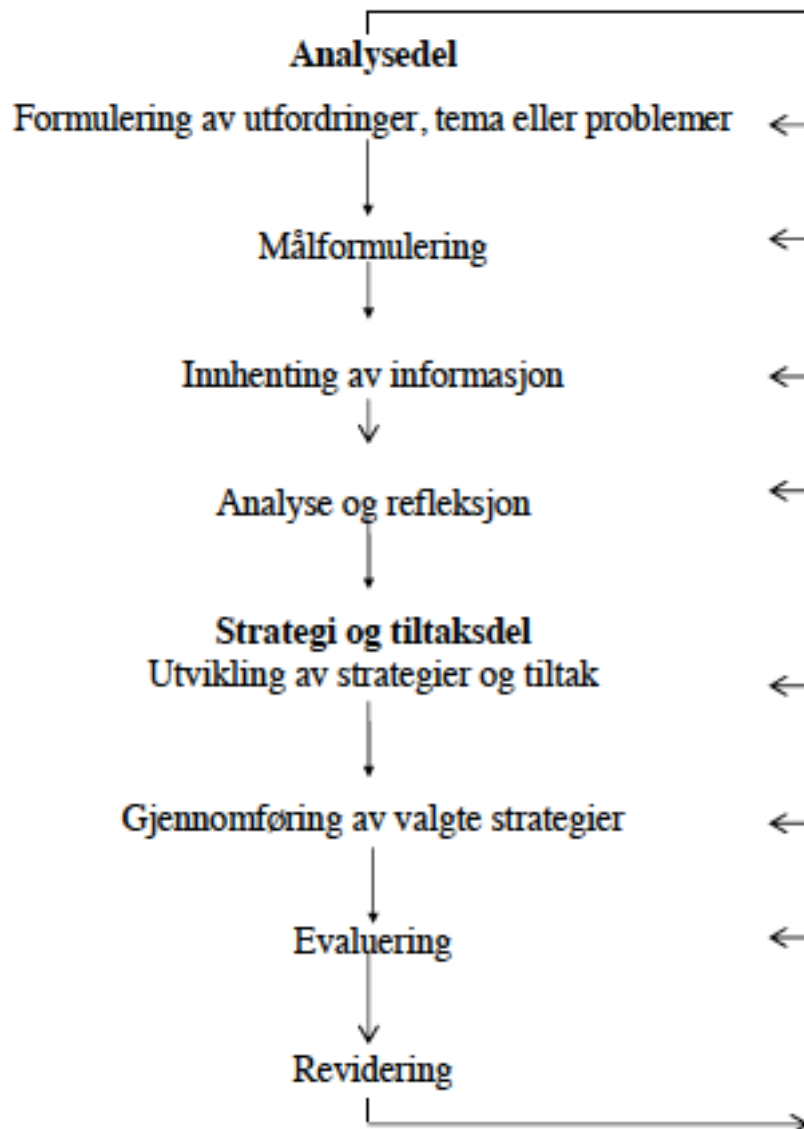 Analysedel
Formulering av utfordringer, tema eller problemer
Målformulering
Innhenting av informasjon
Analyse og refleksjon
Strategi og tiltaksdel
Utvikling av strategier og tiltak
Gjennomføring av valgte strategier
Evaluering
Revidering